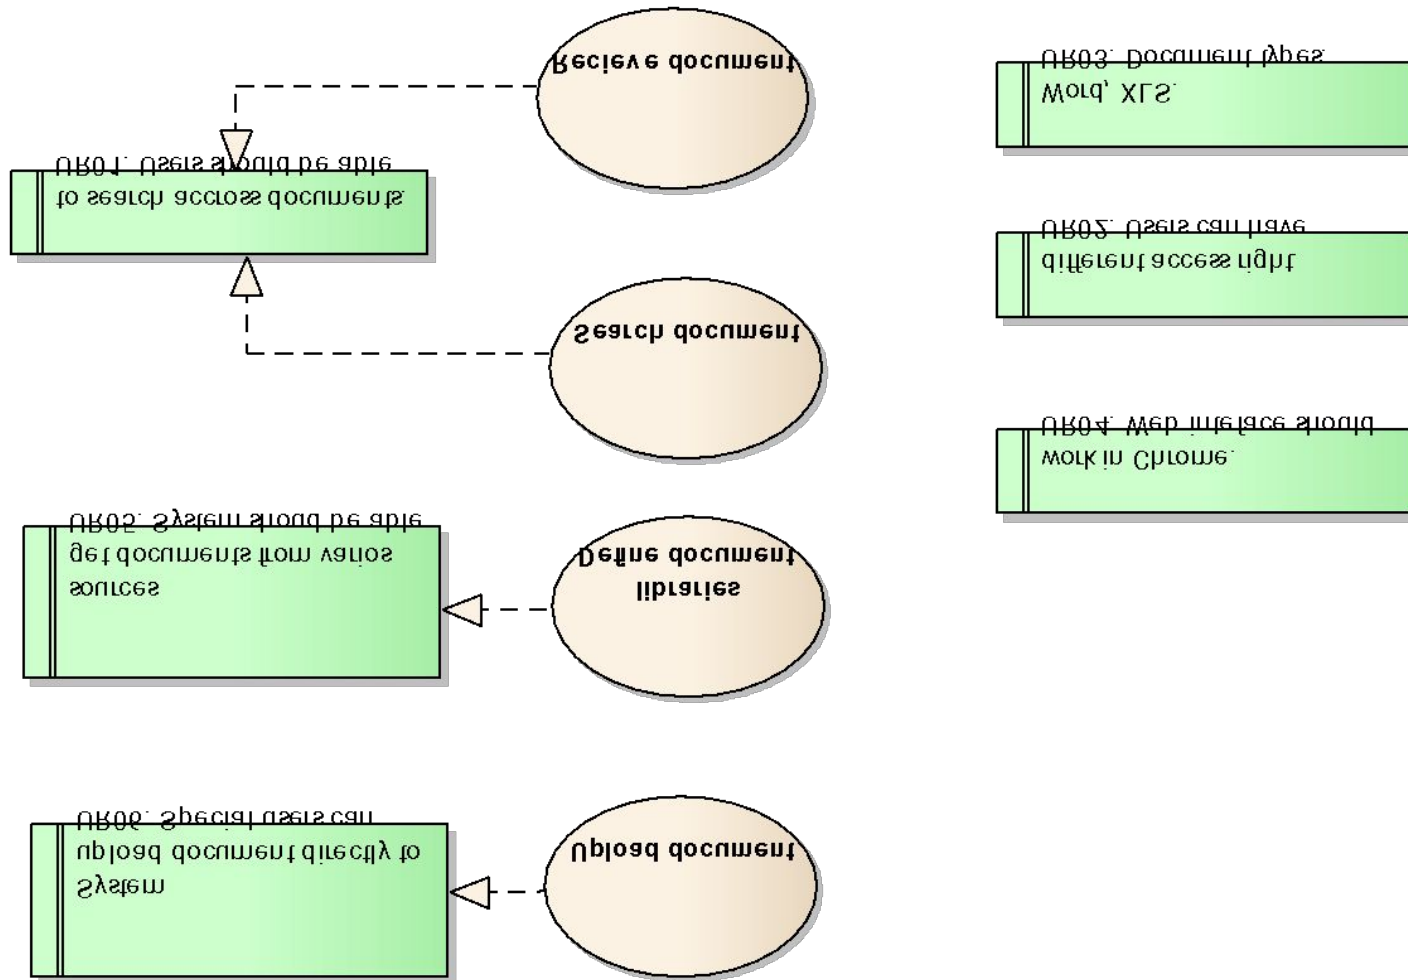 Recieve document
UR01. Users should be able
to search accross documents.
Search document
UR05. System shoud be able
get documents from varios
sources
Define document
libraries
UR06. Special users can
upload document directly to
System
Upload document
UR03. Document types.
Word, XLS.
UR02. Users can have
different access right
UR04. Web inteface should
work in Chrome.